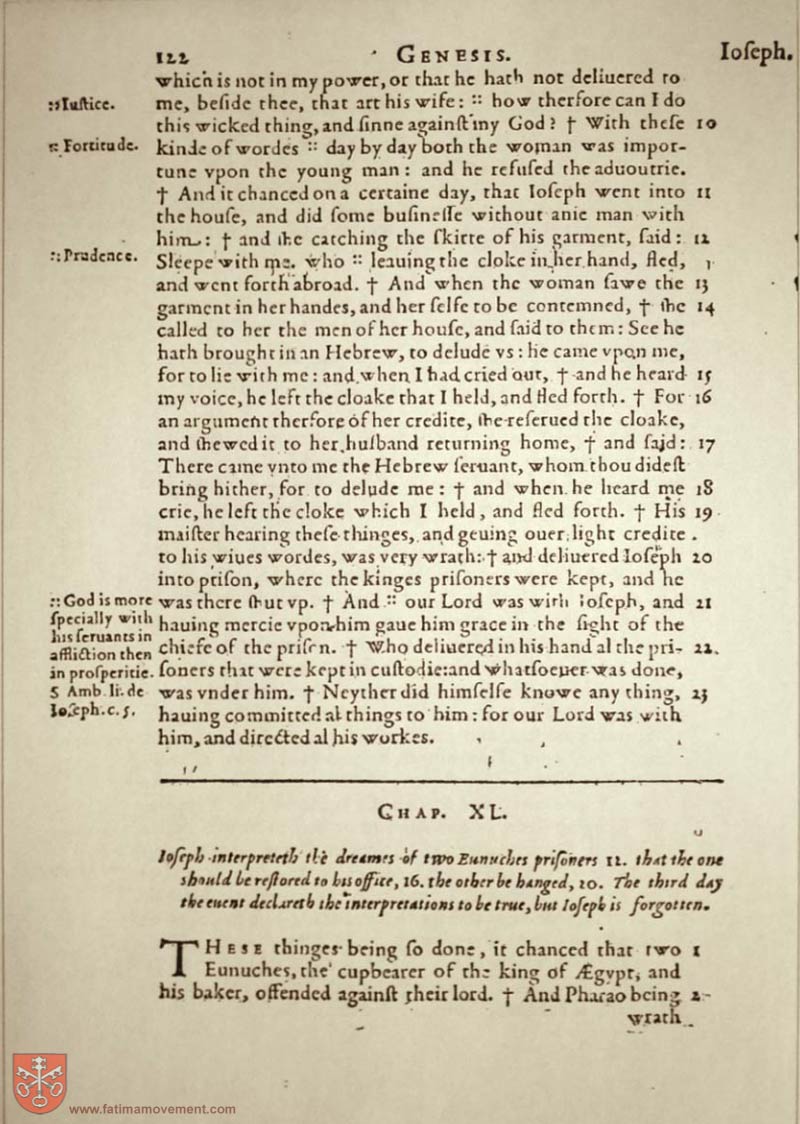 122 GENESIS. Ioſeph.
which is not in my power, or that he hath not deliuered to
me, beſide thee, that art his wife: :: how therfore can I do
::Iuſtice.
this wicked thing, and ſinne againſt my God? † With theſe 10
kinde of wordes :: day by day both the woman was impor-
:: Fortitude.
tune vpon the young man: and he refuſed the aduoutrie.
† And it chanced on a certaine day, that Ioſeph went into 11
the houſe, and did ſome buſineſſe without anie man with
him: † and ſhe catching the ſkirte of his garment, ſaid: 12
Sleepe with me. who :: leauing the cloke in her hand, fled,
::Prudence.
and went forth abroad. † And when the woman ſawe the 13
garment in her handes, and her ſelfe to be contemned, † ſhe 14
called to her the men of her houſe, and ſaid to them: See he
hath brought in an Hebrew, to delude vs: he came vpon me,
for to lie with me: and when I had cried out, † and he heard 15
my voice, he left the cloake that I held, and fled forth. † For 16
an argument therfore of her credite, ſhe reſerued the cloake,
and ſhewed it to her huſband returning home, † and ſaid: 17
There came vnto me the Hebrew ſeruant, whom thou dideſt
bring hither, for to delude me: † and when he heard me 18
crie, he left the cloke which I held, and fled forth. † His 19
maiſter hearing theſe thinges, and geuing ouer light credite
to his wiues wordes, was very wrath: † and deliuered Ioſeph 20
into priſon, where the kinges priſoners were kept, and he
was there ſhut vp. † And :: our Lord was with Ioſeph, and 21
hauing mercie vpon him gaue him grace in the ſight of the
chiefe of the priſon. † Who deliuered in his hand al the pri- 22
ſoners that were kept in cuſtodie: and whatſoeuer was done,
was vnder him. † Neyther did himſelfe knowe any thing, 23
hauing committed al things to him: for our Lord was with
him, and directed al his workes.
::God is more
ſpecially with
his ſeruants in
affliction then
in proſperitie.
S Amb. li. de
Ioſeph. c. 5.
CHAP. XL.
Ioſeph interpreteth the dreames of two Eunuches priſoners 12. that the one
should be reſtored to his office, 16. the other be hanged, 20. The third day
the euent declareth the interpretations to be true, but Ioſeph is forgotten.
THESE thinges being ſo done, it chanced that two 1
Eunuches, the cupbearer of the king of Ægypt, and
his baker, offended againſt their lord. † And Pharao being 2
wrath
www.fatimamovement.com